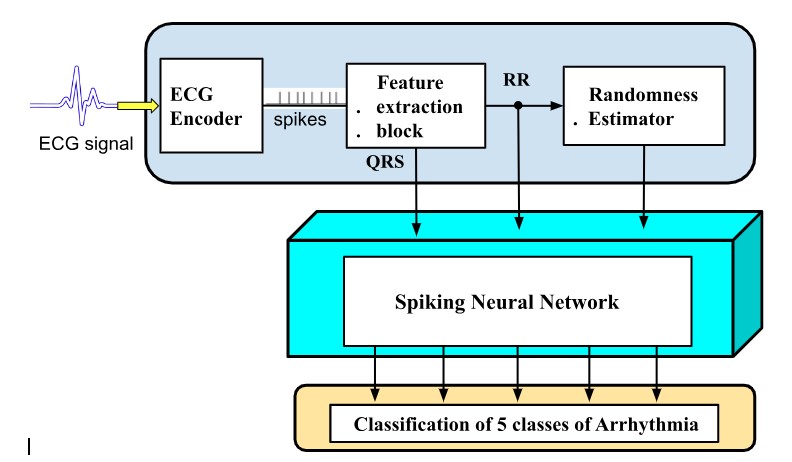 ECG signal
ECG
Encoder
spikes
Feature
. extraction
. block
QRS
RR
Randomness
. Estimator
Spiking Neural Network
Classification of 5 classes of Arrhythmia